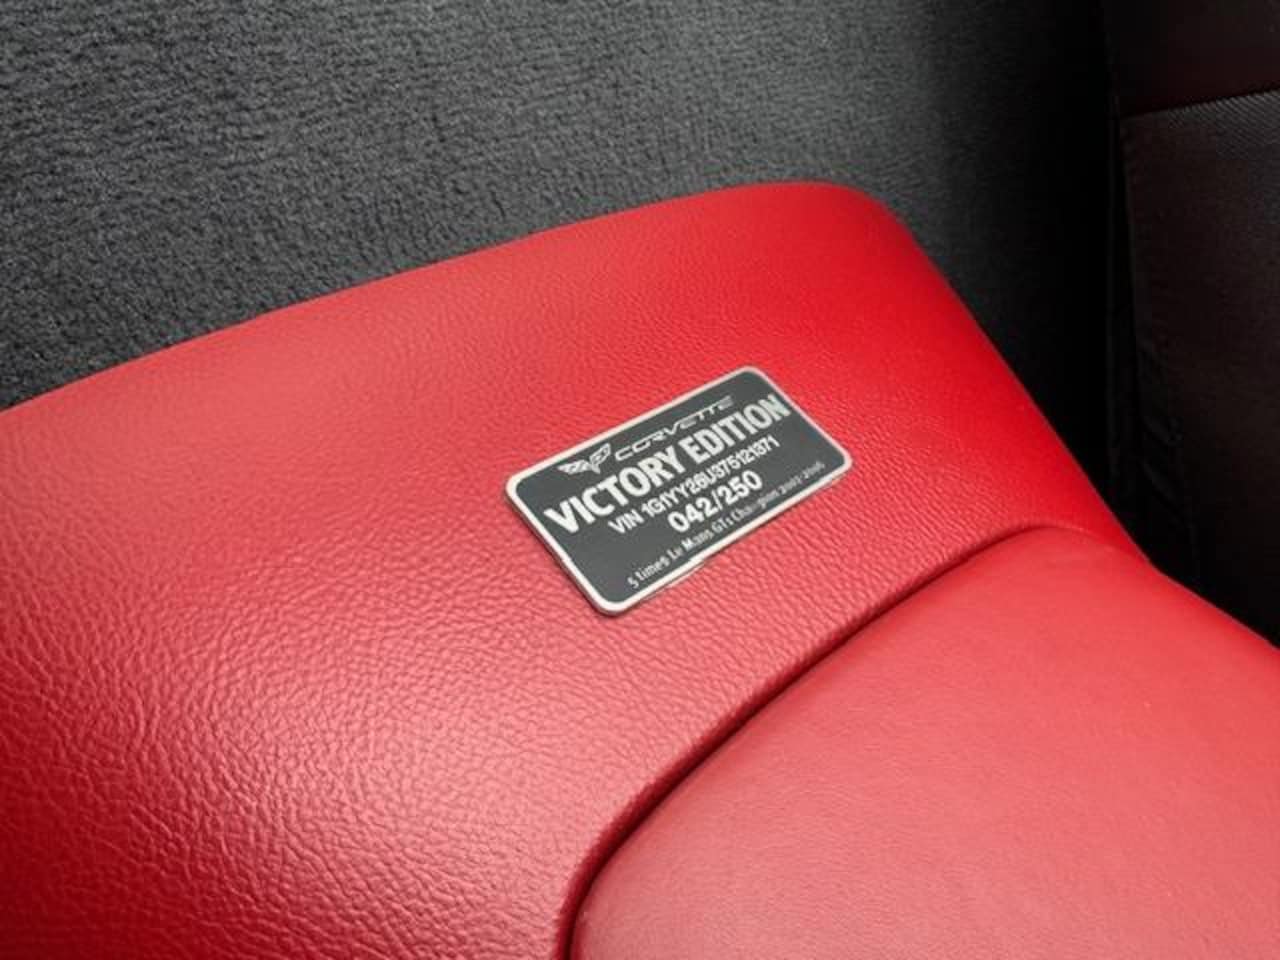 CORVETTE
VICTORY EDITION
VIN 1G1YY26U375121371
042/250
5 times Le Mans GT1 Champion 2001-2006